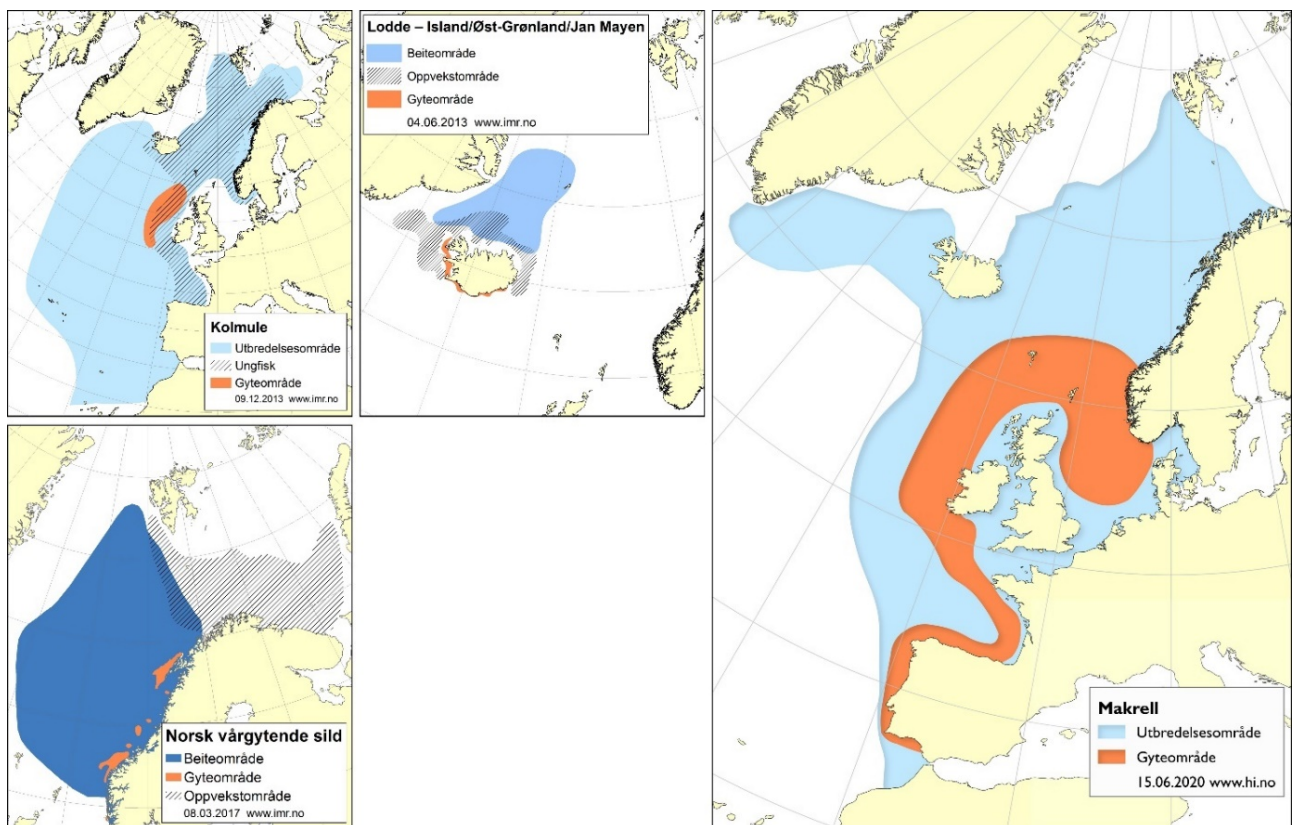 Kolmule
Utbredelsesområde
Ungfisk
Gyteområde
09.12.2013 www.imr.no
Lodde – Island/Øst-Grønland/Jan Mayen
Beiteområde
Oppvekstområde
Gyteområde
04.06.2013 www.imr.no
Norsk vårgytende sild
Beiteområde
Gyteområde
Oppvekstområde
08.03.2017 www.imr.no
Makrell
Utbredelsesområde
Gyteområde
15.06.2020 www.hi.no